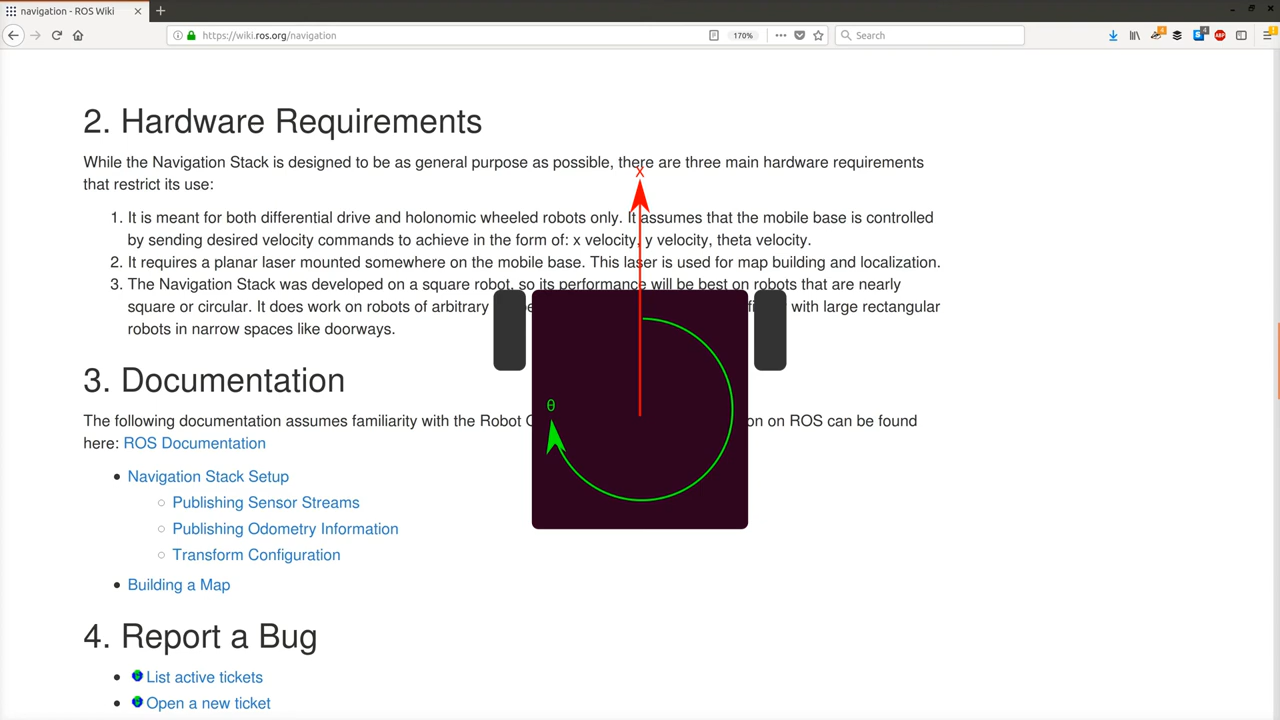 navigation - ROS Wiki
https://wiki.ros.org/navigation
170%
Search
2. Hardware Requirements
While the Navigation Stack is designed to be as general purpose as possible, there are three main hardware requirements
that restrict its use:
X
1. It is meant for both differential drive and holonomic wheeled robots only. It assumes that the mobile base is controlled
by sending desired velocity commands to achieve in the form of: x velocity, y velocity, theta velocity.
2. It requires a planar laser mounted somewhere on the mobile base. This laser is used for map building and localization.
3. The Navigation Stack was developed on a square robot, so its performance will be best on robots that are nearly
square or circular. It does work on robots of arbitrary with large rectangular
robots in narrow spaces like doorways.
3. Documentation
θ
The following documentation assumes familiarity with the Robot on on ROS can be found
here: ROS Documentation
Navigation Stack Setup
Publishing Sensor Streams
Publishing Odometry Information
Transform Configuration
Building a Map
4. Report a Bug
List active tickets
Open a new ticket